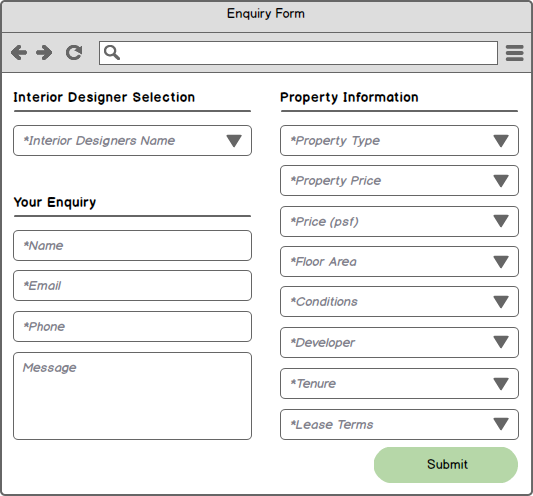 Enquiry Form
Interior Designer Selection
*Interior Designers Name
Your Enquiry
*Name
*Email
*Phone
Message
Property Information
*Property Type
*Property Price
*Price (psf)
*Floor Area
*Conditions
*Developer
*Tenure
*Lease Terms
Submit